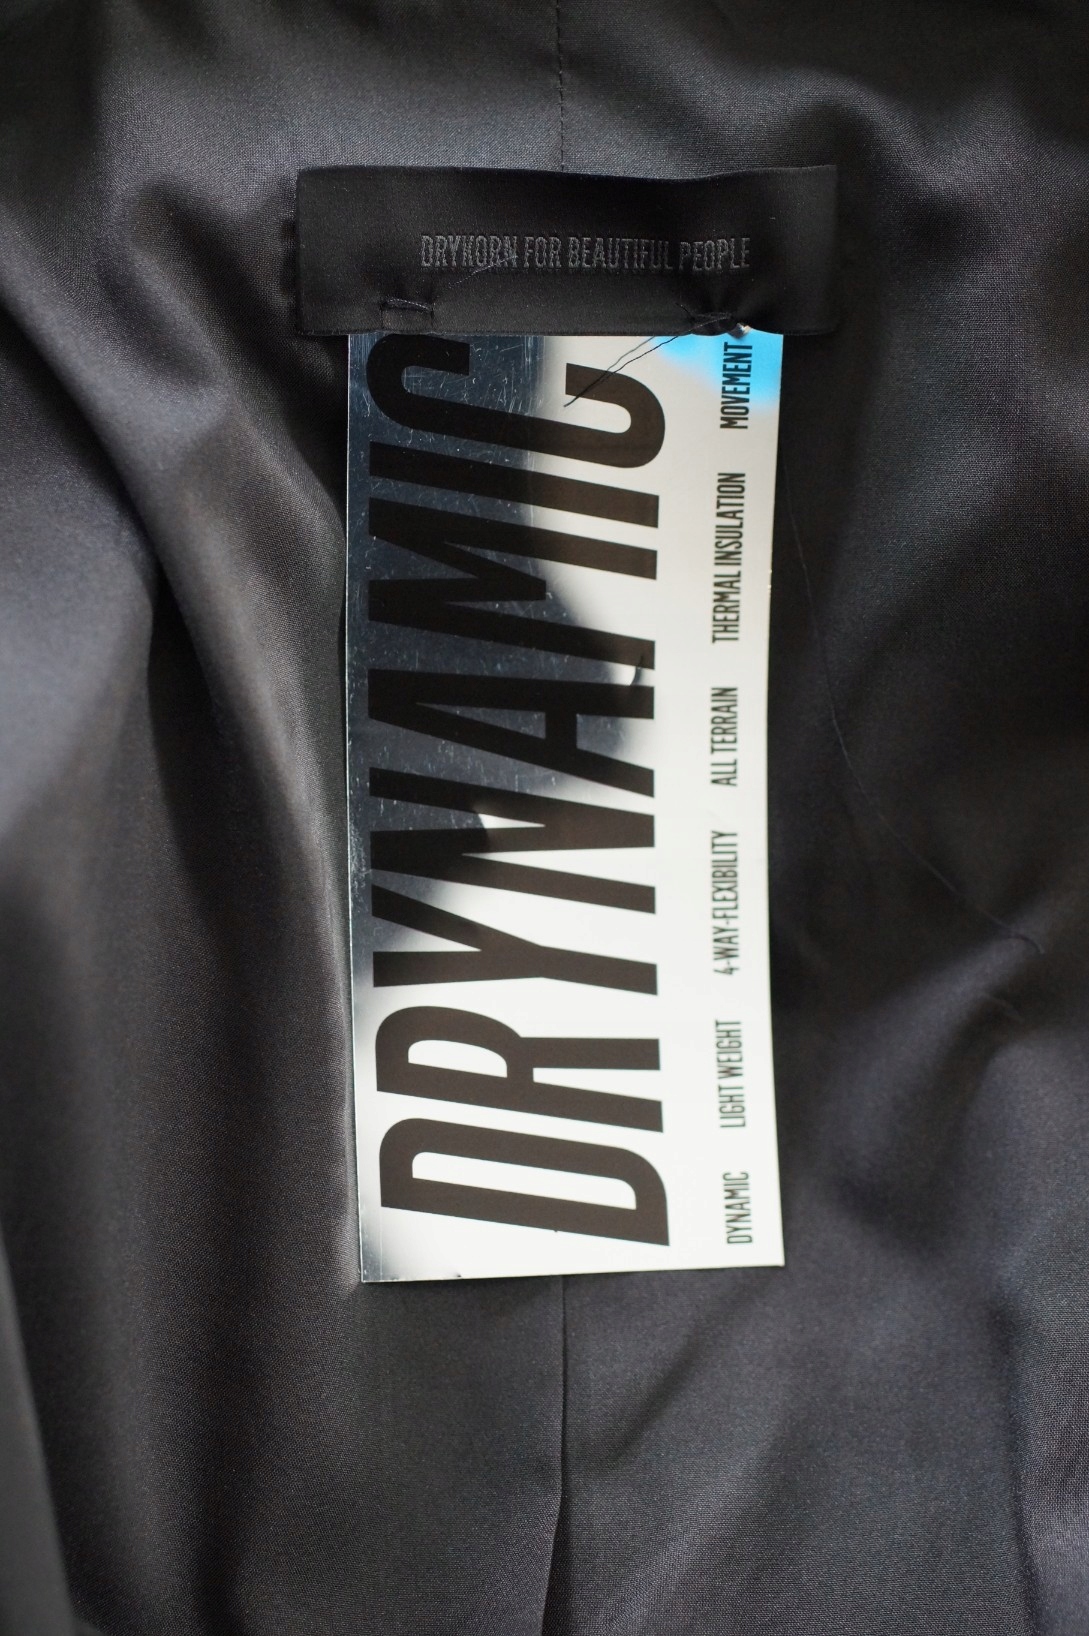 DRYKORN FOR BEAUTIFUL PEOPLE
DRYNAMIC
DYNAMIC LIGHT WEIGHT 4-WAY-FLEXIBILITY ALL TERRAIN THERMAL INSULATION MOVEMENT